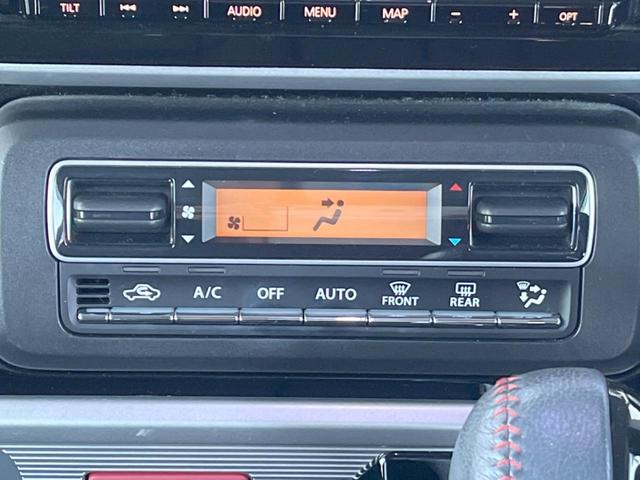 TILT AUDIO MENU MAP - + OPT
A/C OFF AUTO FRONT REAR